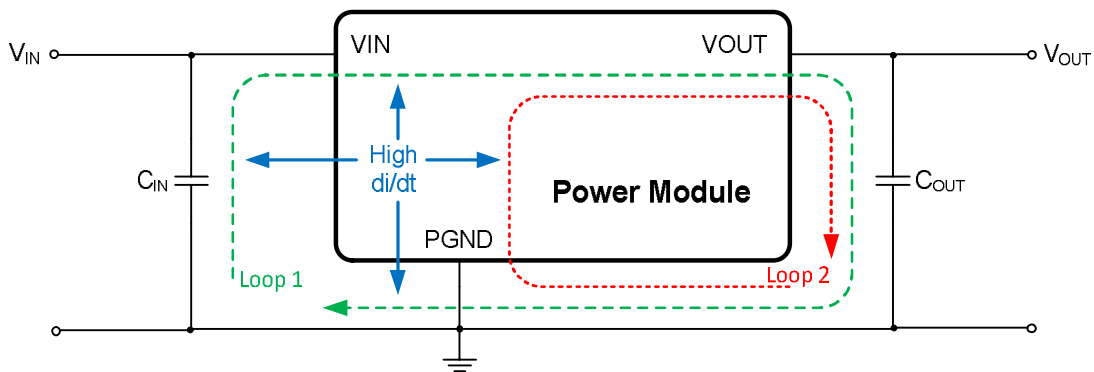 VIN
VIN
VOUT
VOUT
High
di/dt
CIN
Power Module
COUT
PGND
Loop 1
Loop 2